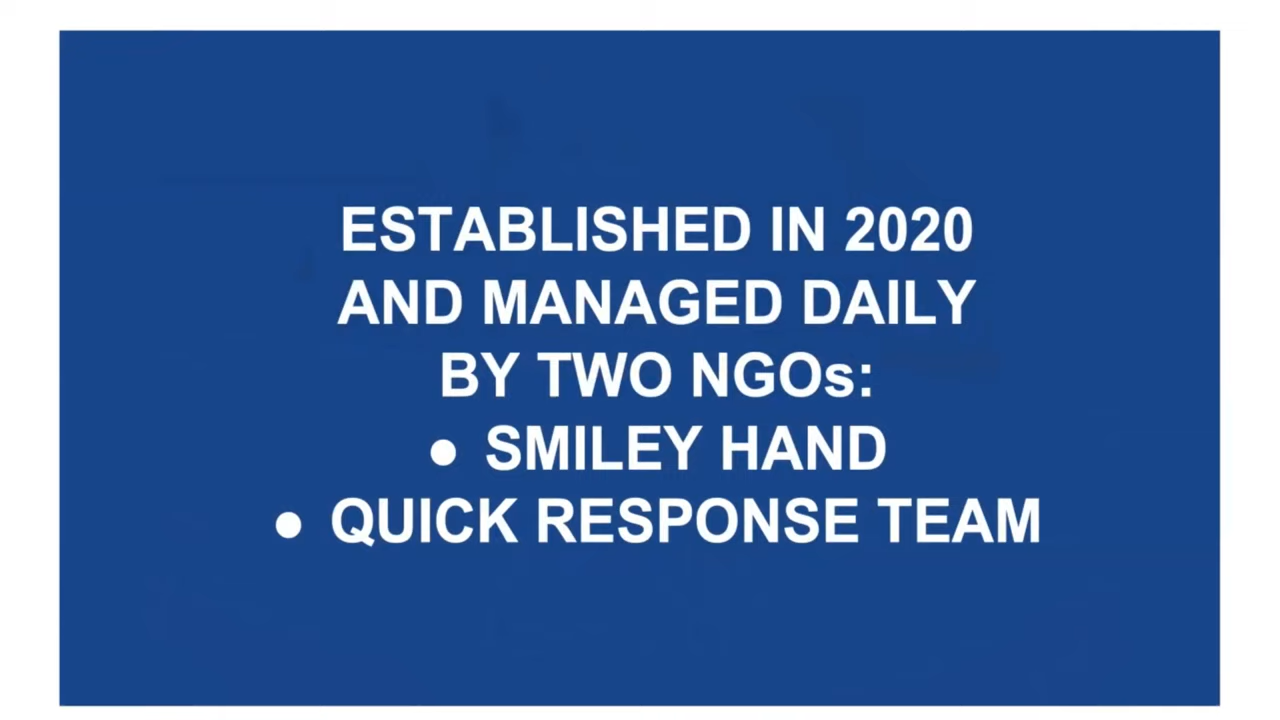 ESTABLISHED IN 2020
AND MANAGED DAILY
BY TWO NGOs:
● SMILEY HAND
● QUICK RESPONSE TEAM